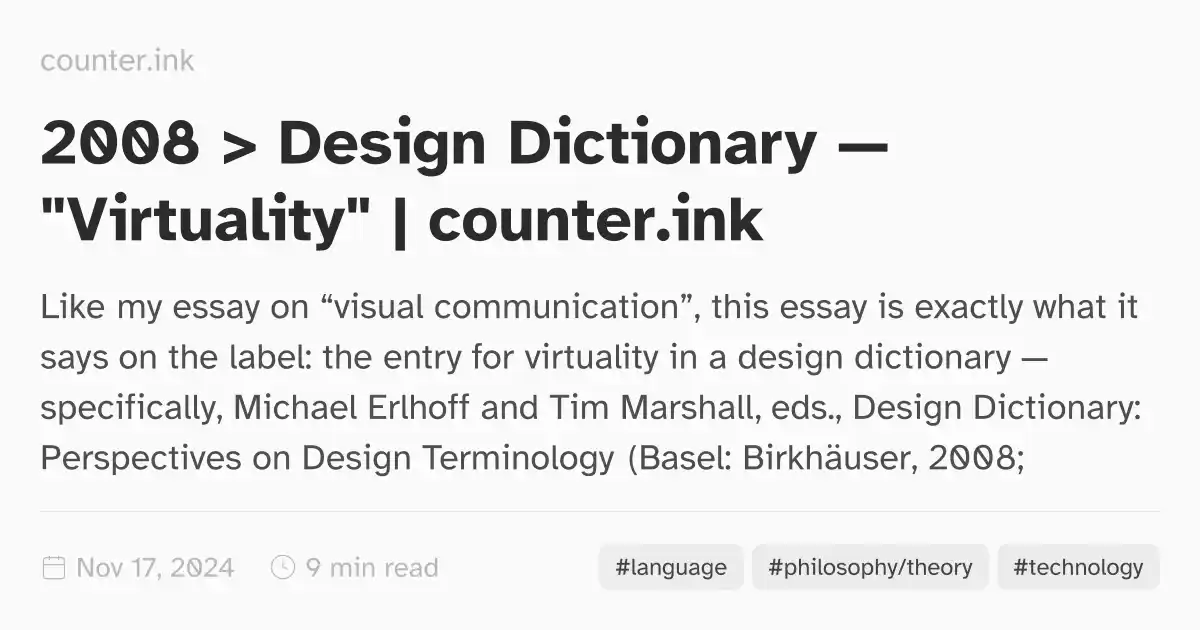 counter.ink
2008 > Design Dictionary —
"Virtuality" | counter.ink
Like my essay on “visual communication”, this essay is exactly what it
says on the label: the entry for virtuality in a design dictionary —
specifically, Michael Erlhoff and Tim Marshall, eds., Design Dictionary:
Perspectives on Design Terminology (Basel: Birkhäuser, 2008;
Nov 17, 2024 9 min read #language #philosophy/theory #technology